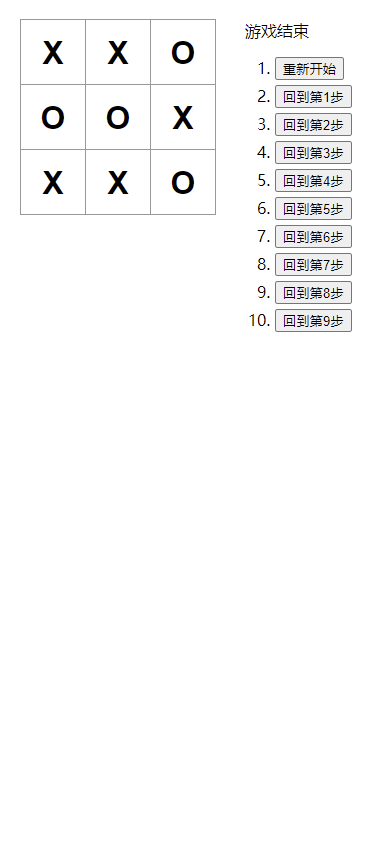 X X O
O O X
X X O
游戏结束
1. 重新开始
2. 回到第1步
3. 回到第2步
4. 回到第3步
5. 回到第4步
6. 回到第5步
7. 回到第6步
8. 回到第7步
9. 回到第8步
10. 回到第9步